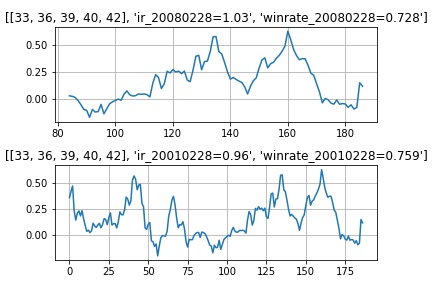 [[33, 36, 39, 40, 42], 'ir_20080228=1.03', 'winrate_20080228=0.728']
0.50
0.25
0.00
80 100 120 140 160 180
[[33, 36, 39, 40, 42], 'ir_20010228=0.96', 'winrate_20010228=0.759']
0.50
0.25
0.00
0 25 50 75 100 125 150 175